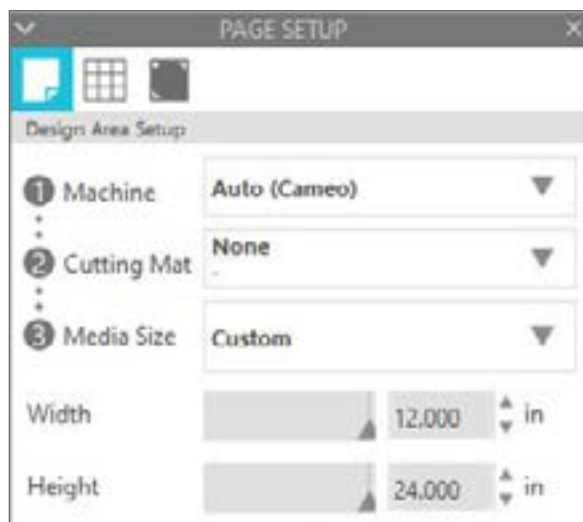 PAGE SETUP
Design Area Setup
1 Machine Auto (Cameo)
2 Cutting Mat None
-
3 Media Size Custom
Width 12.000 in
Height 24.000 in